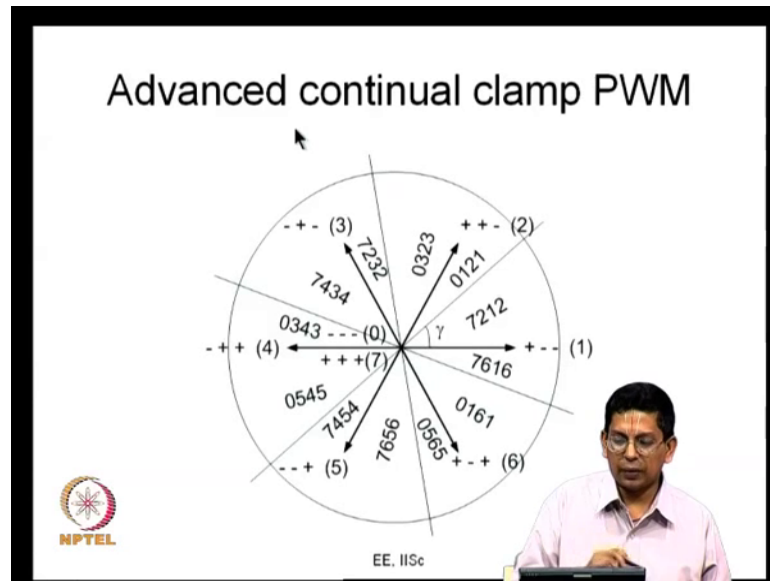 Advanced continual clamp PWM
- + - (3)
+ + - (2)
7232
0323
0121
7434
7212
0343
- - - (0)
γ
- + + (4)
+ - - (1)
+ + +(7)
7616
0545
7454
0161
7656
0565
- - + (5)
+ - + (6)
NPTEL
EE, IISc